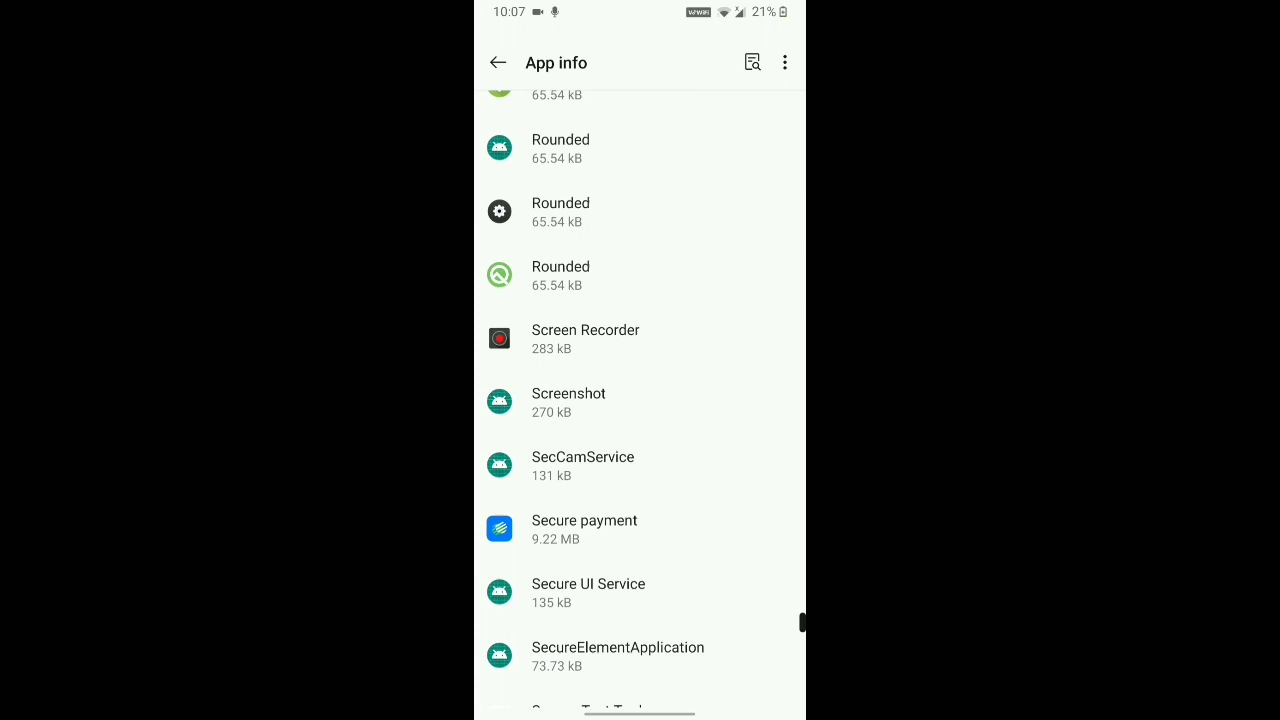 10:07
VoWiFi
21%
App info
65.54 kB
Rounded
65.54 kB
Rounded
65.54 kB
Rounded
65.54 kB
Screen Recorder
283 kB
Screenshot
270 kB
SecCamService
131 kB
Secure payment
9.22 MB
Secure UI Service
135 kB
SecureElementApplication
73.73 kB